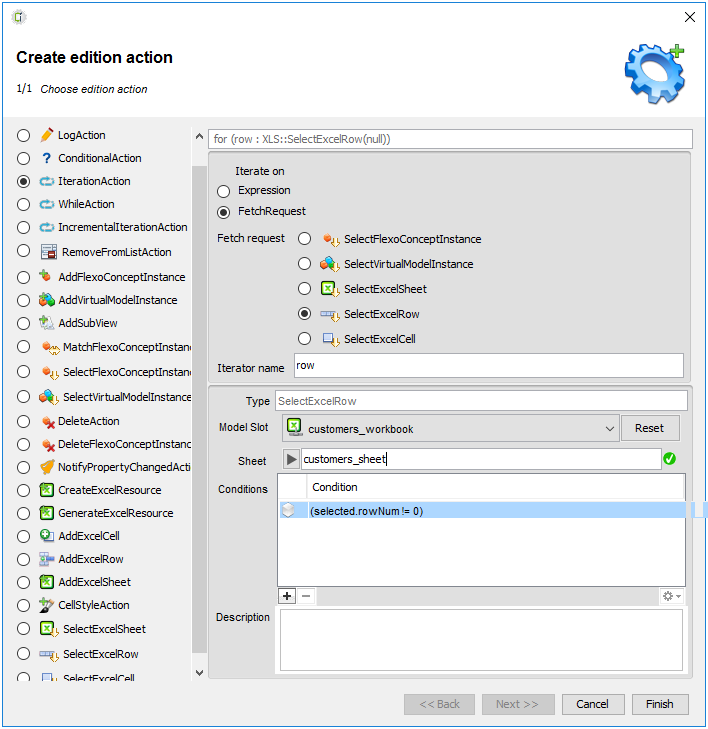 Create edition action
1/1 Choose edition action
LogAction
? ConditionalAction
IterationAction
WhileAction
IncrementalIterationAction
RemoveFromListAction
AddFlexoConceptInstance
AddVirtualModelInstance
AddSubView
MatchFlexoConceptInstanc
SelectFlexoConceptInstanc
SelectVirtualModelInstanc
DeleteAction
DeleteFlexoConceptInstanc
NotifyPropertyChangedActi
CreateExcelResource
GenerateExcelResource
AddExcelCell
AddExcelRow
AddExcelSheet
CellStyleAction
SelectExcelSheet
SelectExcelRow
SelectExcelCell
for (row : XLS::SelectExcelRow(null))
Iterate on
Expression
FetchRequest
Fetch request
SelectFlexoConceptInstance
SelectVirtualModelInstance
SelectExcelSheet
SelectExcelRow
SelectExcelCell
Iterator name row
Type SelectExcelRow
Model Slot customers_workbook Reset
Sheet customers_sheet
Conditions Condition
(selected.rowNum != 0)
Description
<< Back Next >> Cancel Finish